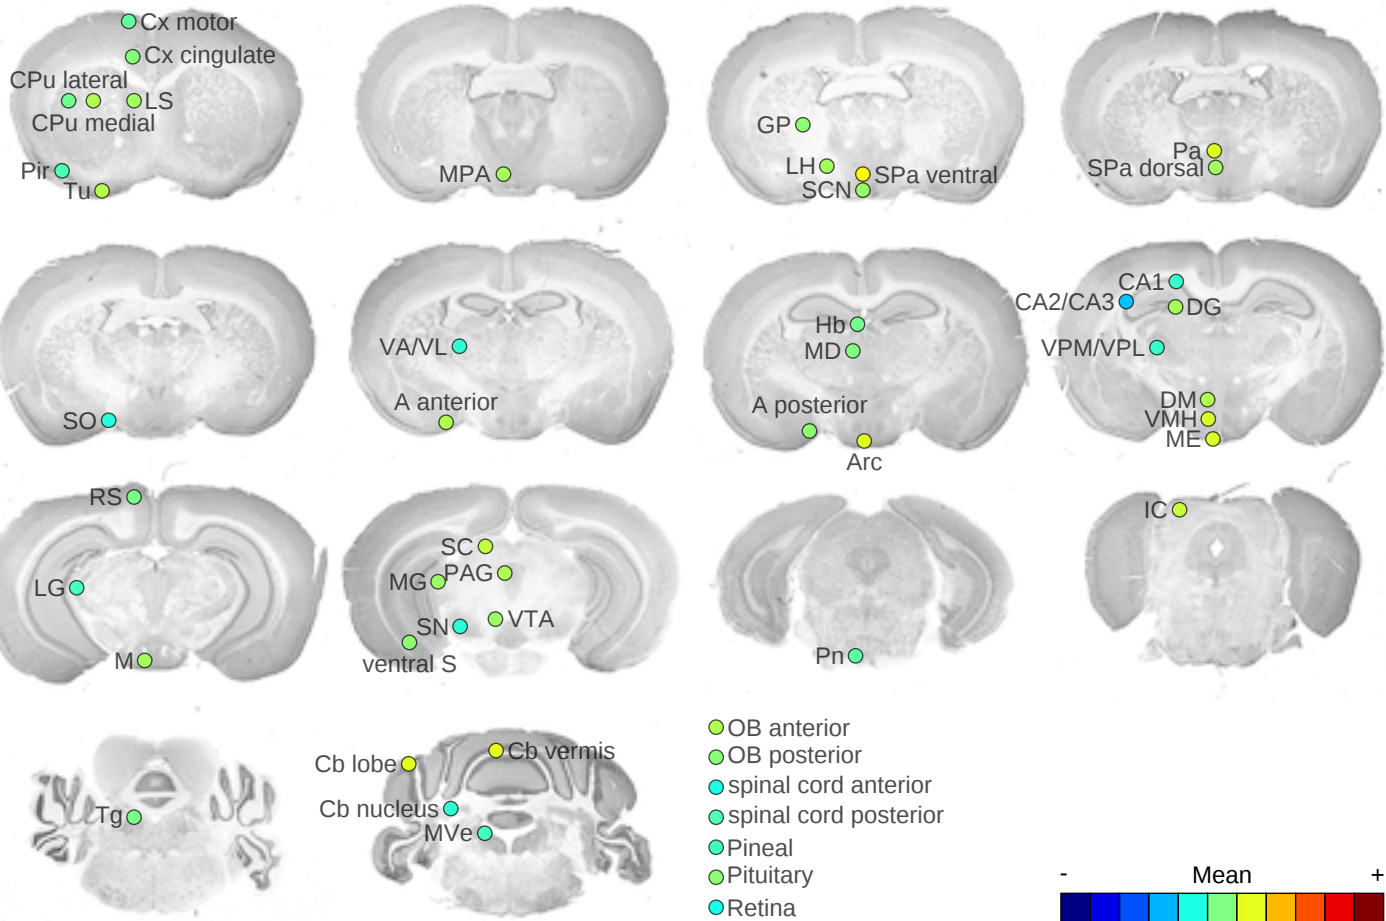 Cx motor
Cx cingulate
CPu lateral
LS
CPu medial
Pir
Tu
MPA
GP
LH
SPa ventral
SCN
Pa
SPa dorsal
SO
VA/VL
A anterior
Hb
MD
A posterior
Arc
CA1
CA2/CA3
DG
VPM/VPL
DM
VMH
ME
RS
LG
M
SC
MG
PAG
SN
VTA
ventral S
Pn
IC
Tg
Cb lobe
Cb vermis
Cb nucleus
MVe
OB anterior
OB posterior
spinal cord anterior
spinal cord posterior
Pineal
Pituitary
Retina
- Mean +